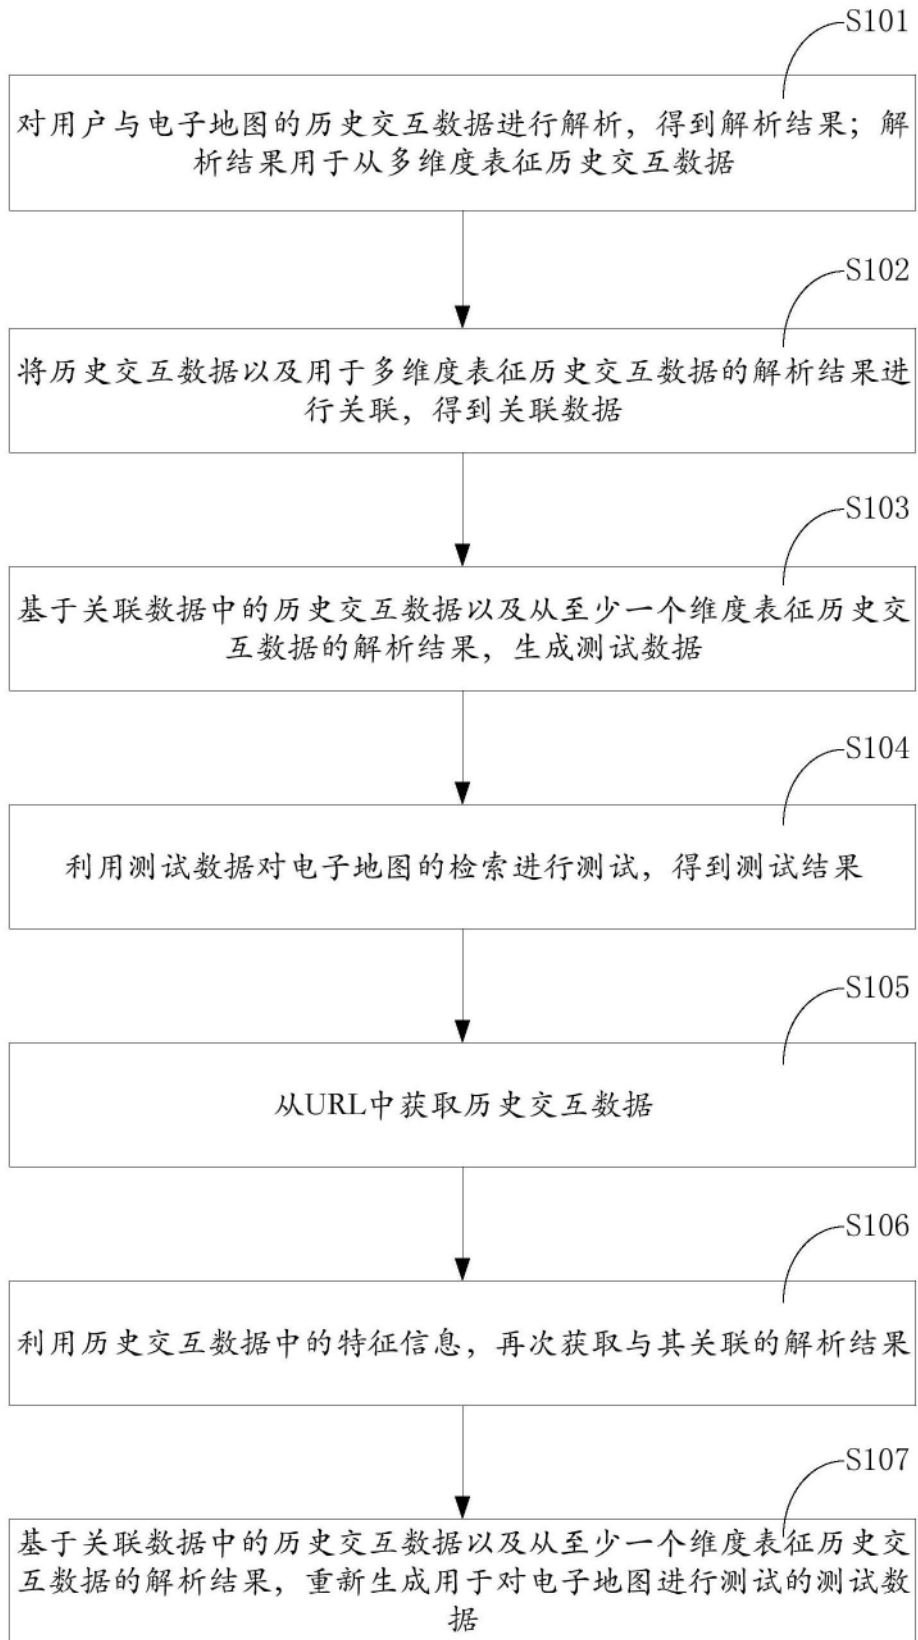 S101
对用户与电子地图的历史交互数据进行解析，得到解析结果；解
析结果用于从多维度表征历史交互数据
S102
将历史交互数据以及用于多维度表征历史交互数据的解析结果进
行关联，得到关联数据
S103
基于关联数据中的历史交互数据以及从至少一个维度表征历史交
互数据的解析结果，生成测试数据
S104
利用测试数据对电子地图的检索进行测试，得到测试结果
S105
从URL中获取历史交互数据
S106
利用历史交互数据中的特征信息，再次获取与其关联的解析结果
S107
基于关联数据中的历史交互数据以及从至少一个维度表征历史交
互数据的解析结果，重新生成用于对电子地图进行测试的测试数
据